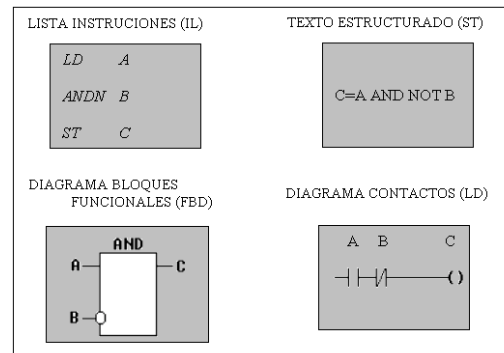 LISTA INSTRUCIONES (IL)
LD A
ANDN B
ST C
TEXTO ESTRUCTURADO (ST)
C=A AND NOT B
DIAGRAMA BLOQUES
FUNCIONALES (FBD)
AND
A C
B
DIAGRAMA CONTACTOS (LD)
A B C